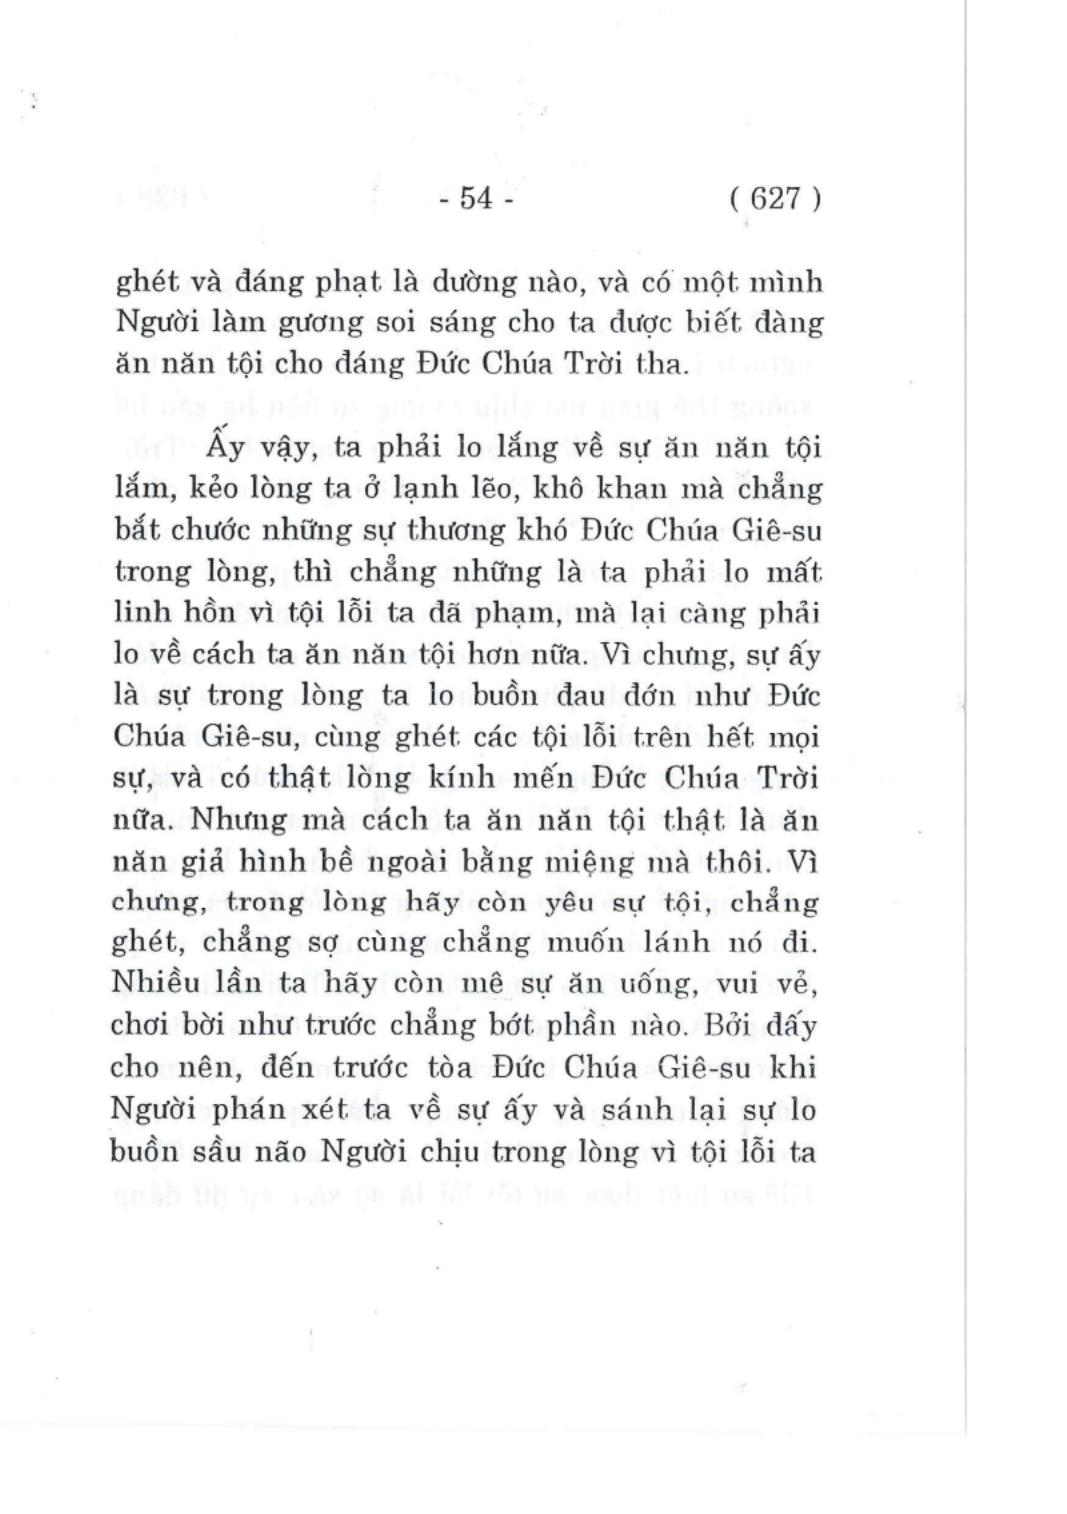 - 54 - ( 627 )
ghét và đáng phạt là dường nào, và có một mình
Người làm gương soi sáng cho ta được biết đàng
ăn năn tội cho đáng Đức Chúa Trời tha.
Ấy vậy, ta phải lo lắng về sự ăn năn tội
lắm, kẻo lòng ta ở lạnh lẽo, khô khan mà chẳng
bắt chước những sự thương khó Đức Chúa Giê-su
trong lòng, thì chẳng những là ta phải lo mất
linh hồn vì tội lỗi ta đã phạm, mà lại càng phải
lo về cách ta ăn năn tội hơn nữa. Vì chưng, sự ấy
là sự trong lòng ta lo buồn đau đớn như Đức
Chúa Giê-su, cùng ghét các tội lỗi trên hết mọi
sự, và có thật lòng kính mến Đức Chúa Trời
nữa. Nhưng mà cách ta ăn năn tội thật là ăn
năn giả hình bề ngoài bằng miệng mà thôi. Vì
chưng, trong lòng hãy còn yêu sự tội, chẳng
ghét, chẳng sợ cùng chẳng muốn lánh nó đi.
Nhiều lần ta hãy còn mê sự ăn uống, vui vẻ,
chơi bời như trước chẳng bớt phần nào. Bởi đấy
cho nên, đến trước tòa Đức Chúa Giê-su khi
Người phán xét ta về sự ấy và sánh lại sự lo
buồn sầu não Người chịu trong lòng vì tội lỗi ta